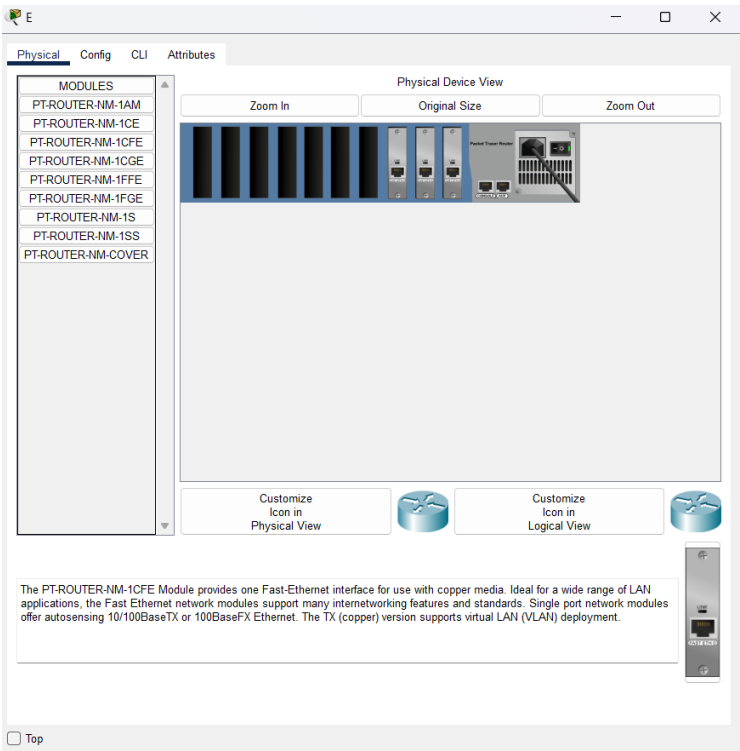 E
Physical Config CLI Attributes
MODULES
PT-ROUTER-NM-1AM
PT-ROUTER-NM-1CE
PT-ROUTER-NM-1CFE
PT-ROUTER-NM-1CGE
PT-ROUTER-NM-1FFE
PT-ROUTER-NM-1FGE
PT-ROUTER-NM-1S
PT-ROUTER-NM-1SS
PT-ROUTER-NM-COVER
Physical Device View
Zoom In Original Size Zoom Out
Packet Tracer Router
Customize
Icon in
Physical View
Customize
Icon in
Logical View
The PT-ROUTER-NM-1CFE Module provides one Fast-Ethernet interface for use with copper media. Ideal for a wide range of LAN
applications, the Fast Ethernet network modules support many internetworking features and standards. Single port network modules
offer autosensing 10/100BaseTX or 100BaseFX Ethernet. The TX (copper) version supports virtual LAN (VLAN) deployment.
LINK
Top